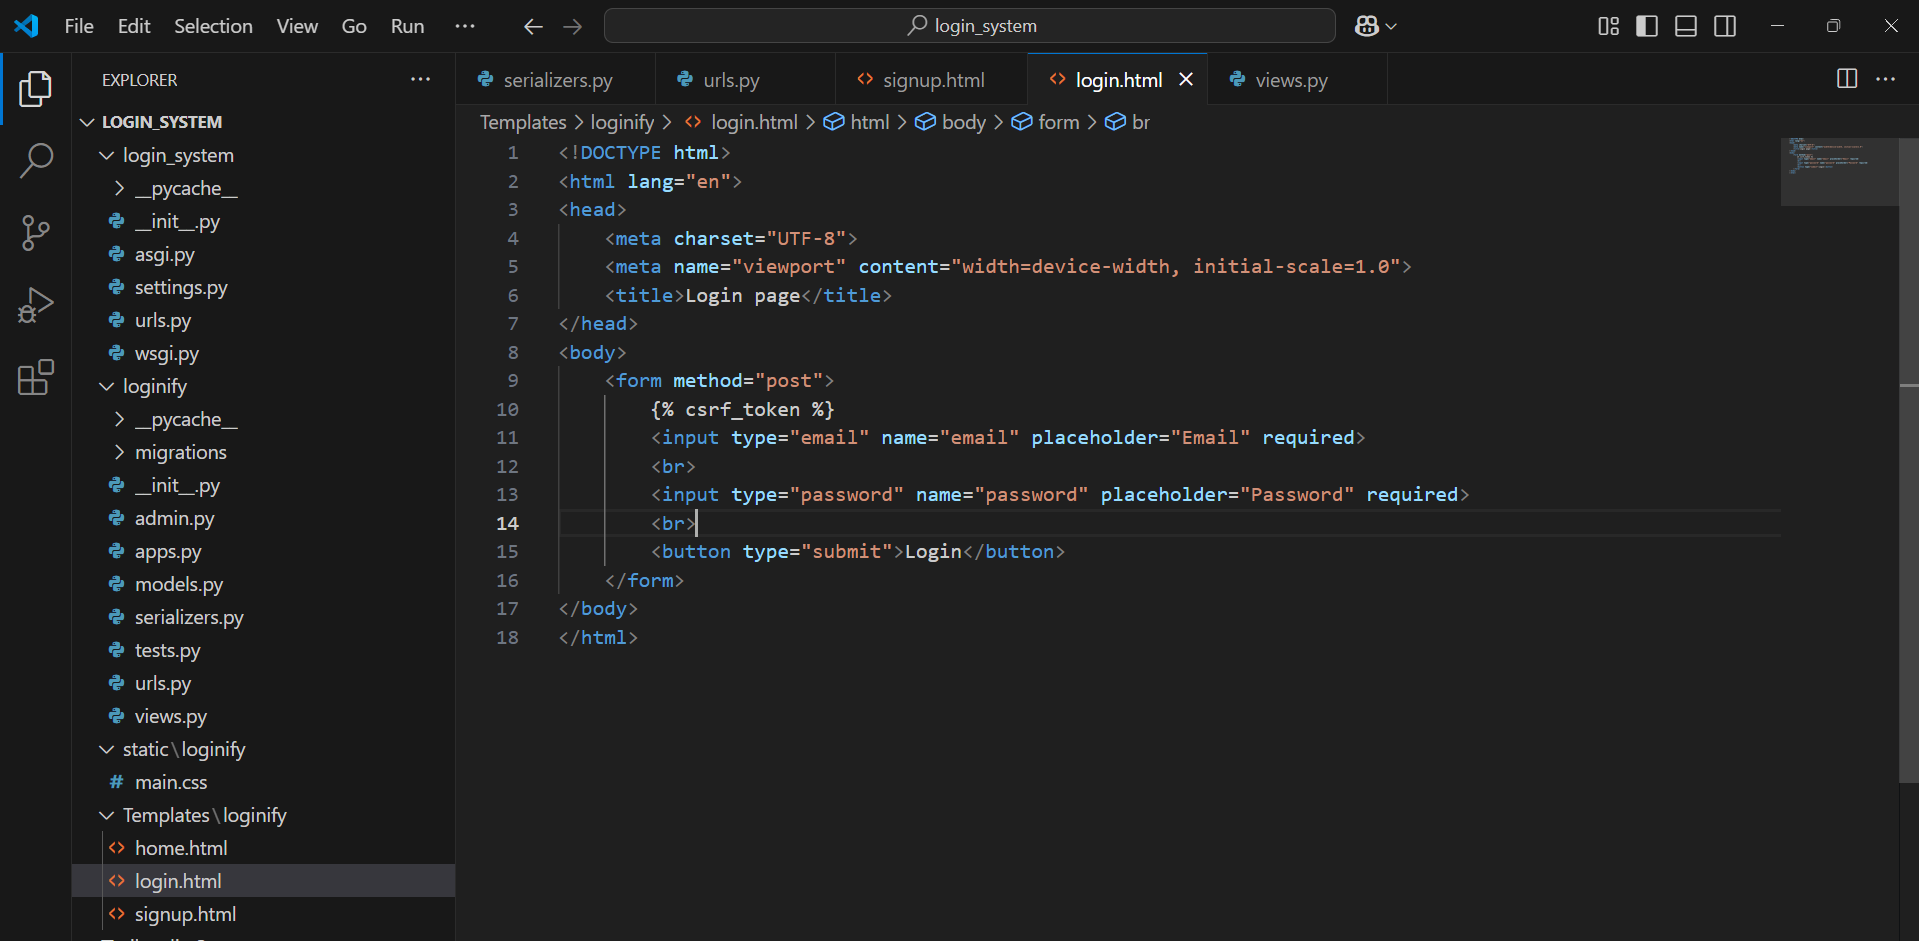 File Edit Selection View Go Run ··· login_system
EXPLORER ···
LOGIN_SYSTEM
login_system
__pycache__
__init__.py
asgi.py
settings.py
urls.py
wsgi.py
loginify
__pycache__
migrations
__init__.py
admin.py
apps.py
models.py
serializers.py
tests.py
urls.py
views.py
static\loginify
# main.css
Templates\loginify
<> home.html
<> login.html
<> signup.html
serializers.py urls.py <> signup.html <> login.html views.py ···
Templates > loginify > <> login.html > html > body > form > br
1 <!DOCTYPE html>
2 <html lang="en">
3 <head>
4 <meta charset="UTF-8">
5 <meta name="viewport" content="width=device-width, initial-scale=1.0">
6 <title>Login page</title>
7 </head>
8 <body>
9 <form method="post">
10 {% csrf_token %}
11 <input type="email" name="email" placeholder="Email" required>
12 <br>
13 <input type="password" name="password" placeholder="Password" required>
14 <br>
15 <button type="submit">Login</button>
16 </form>
17 </body>
18 </html>